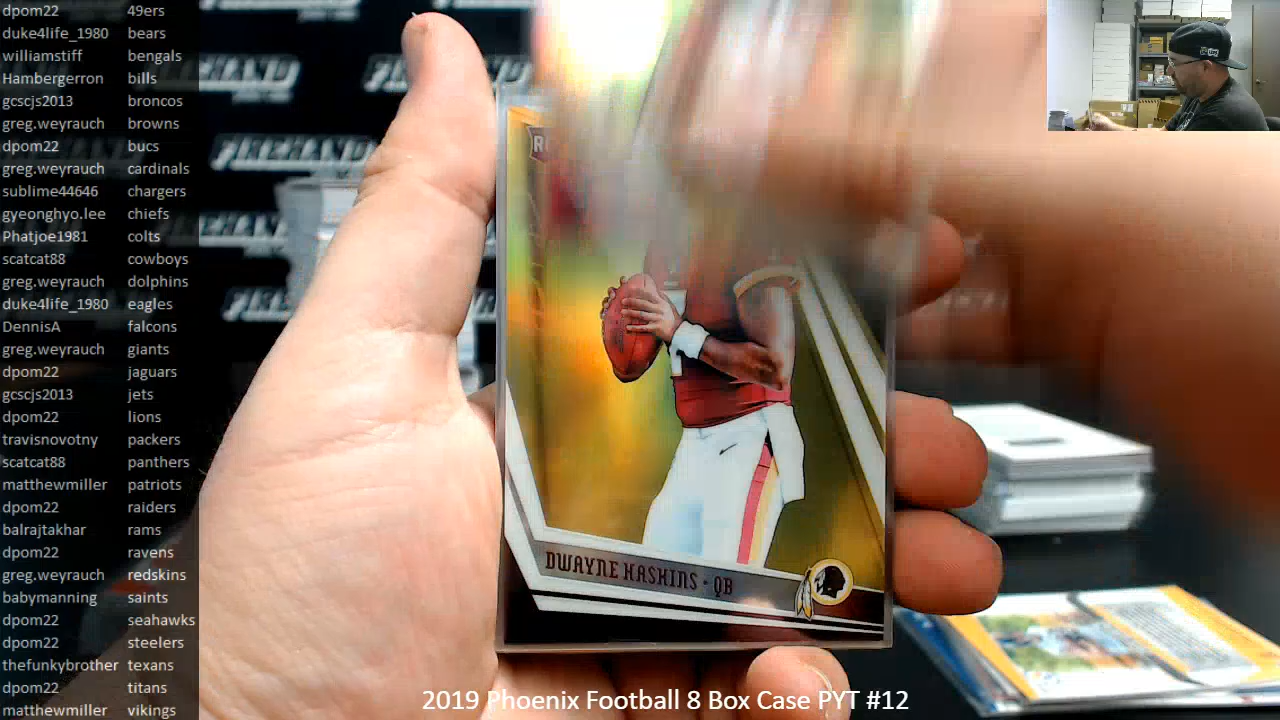 dpom22 49ers
duke4life_1980 bears
williamstiff bengals
Hambergerron bills
gcscjs2013 broncos
greg.weyrauch browns
dpom22 bucs
greg.weyrauch cardinals
sublime44646 chargers
gyeonghyo.lee chiefs
Phatjoe1981 colts
scatcat88 cowboys
greg.weyrauch dolphins
duke4life_1980 eagles
DennisA falcons
greg.weyrauch giants
dpom22 jaguars
gcscjs2013 jets
dpom22 lions
travisnovotny packers
scatcat88 panthers
matthewmiller patriots
dpom22 raiders
balrajtakhar rams
dpom22 ravens
greg.weyrauch redskins
babymanning saints
dpom22 seahawks
dpom22 steelers
thefunkybrother texans
dpom22 titans
matthewmiller vikings
DWAYNE HASKINS · QB
2019 Phoenix Football 8 Box Case PYT #12